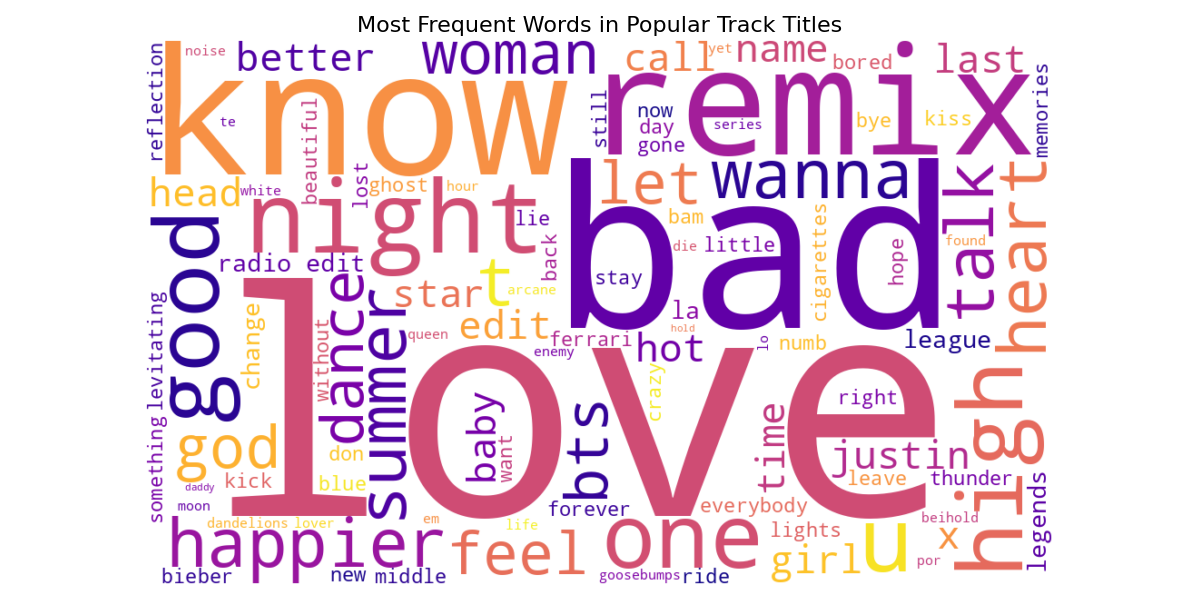 Most Frequent Words in Popular Track Titles
noise
better
woman
call
yet
name
bored
last
reflection
know
remix
memories
te
beautiful
still
now
day
gone
series
bye
kiss
head
white
lost
ghost
hour
let
wanna
talk
heart
good
night
lie
back
bam
bad
die
little
hope
cigarettes
found
radio edit
stay
star
t
arcane
la
hold
levitating
change
without
dance
summer
queen
edit
ferrari
enemy
hot
lo
numb
league
love
crazy
high
right
something
god
don
baby
want
bts
time
justin
daddy
kick
blue
leave
thunder
moon
forever
everybody
legends
dandelions
lover
em
life
lights
beihold
happier
feel
one
girl
u
x
por
bieber
new
middle
goosebumps
ride